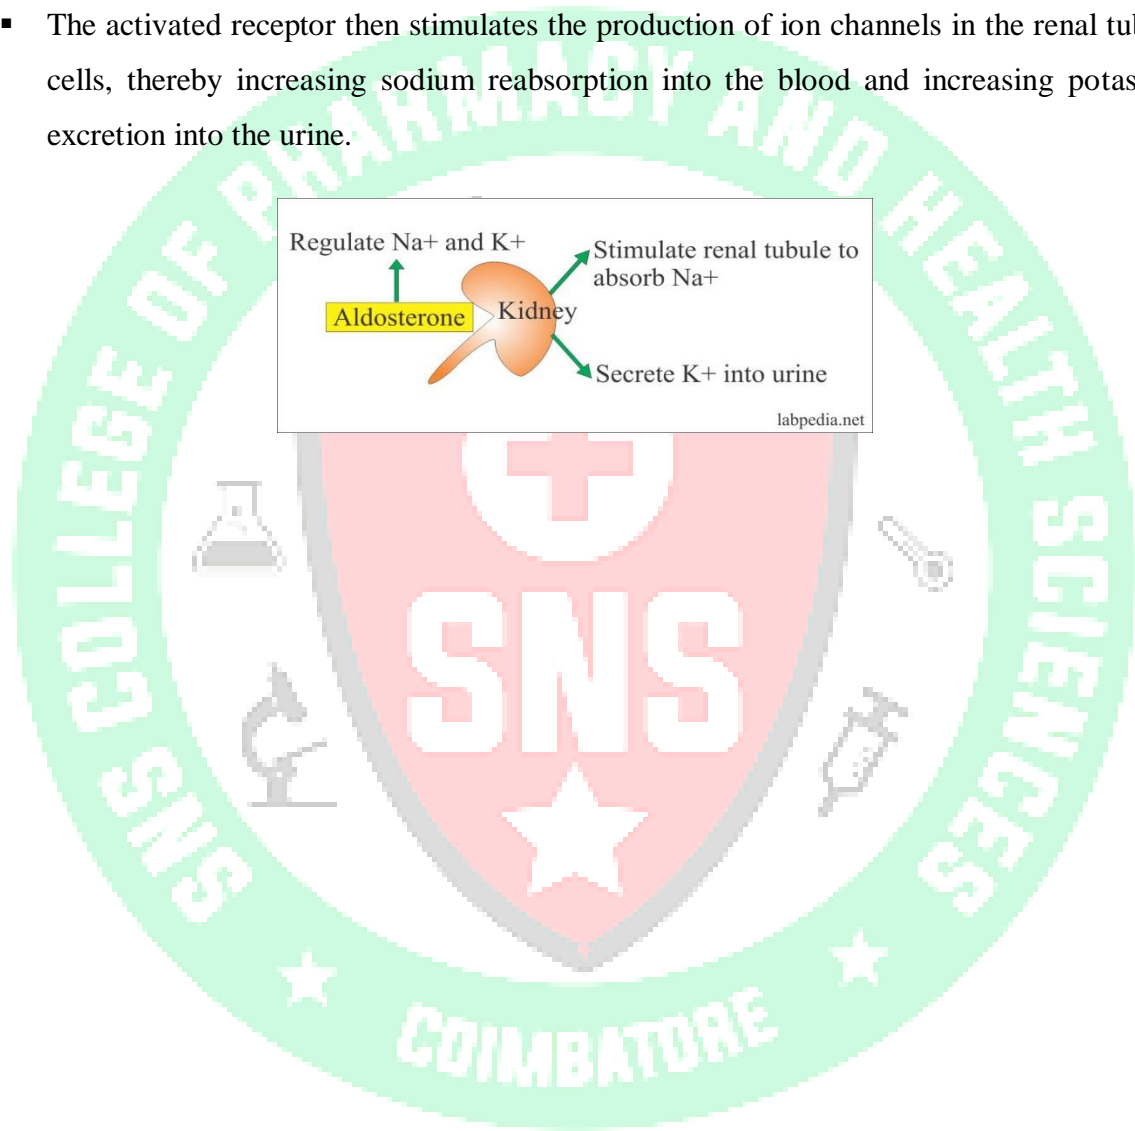 ▪ The activated receptor then stimulates the production of ion channels in the renal tub
cells, thereby increasing sodium reabsorption into the blood and increasing potas
excretion into the urine.
Regulate Na+ and K+
Stimulate renal tubule to
absorb Na+
Aldosterone
Kidney
Secrete K+ into urine
labpedia.net
SNS COLLEGE OF PHARMACY AND HEALTH SCIENCES
SNS
COIMBATORE